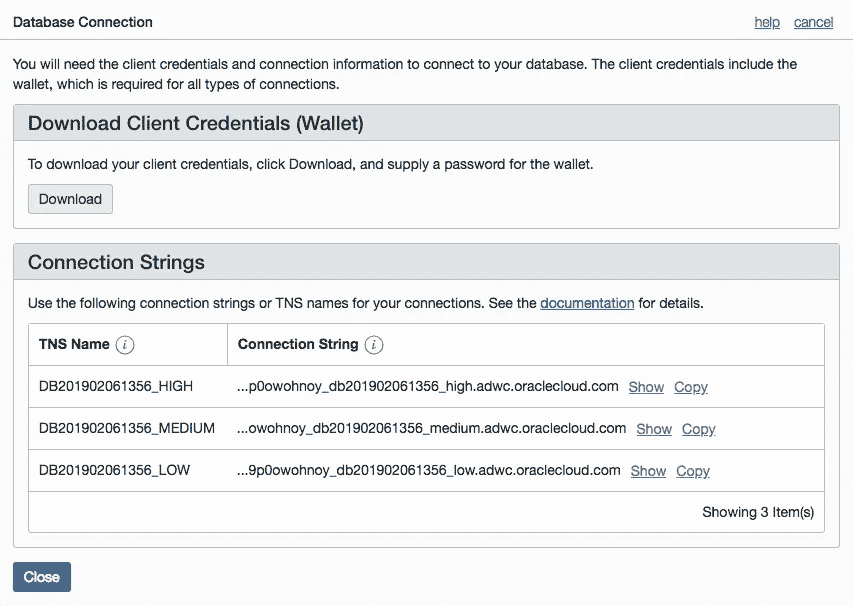 Database Connection help cancel
You will need the client credentials and connection information to connect to your database. The client credentials include the
wallet, which is required for all types of connections.
Download Client Credentials (Wallet)
To download your client credentials, click Download, and supply a password for the wallet.
Download
Connection Strings
Use the following connection strings or TNS names for your connections. See the documentation for details.
TNS Name i Connection String i
DB201902061356_HIGH ...p0owohnoy_db201902061356_high.adwc.oraclecloud.com Show Copy
DB201902061356_MEDIUM ...owohnoy_db201902061356_medium.adwc.oraclecloud.com Show Copy
DB201902061356_LOW ...9p0owohnoy_db201902061356_low.adwc.oraclecloud.com Show Copy
Showing 3 Item(s)
Close